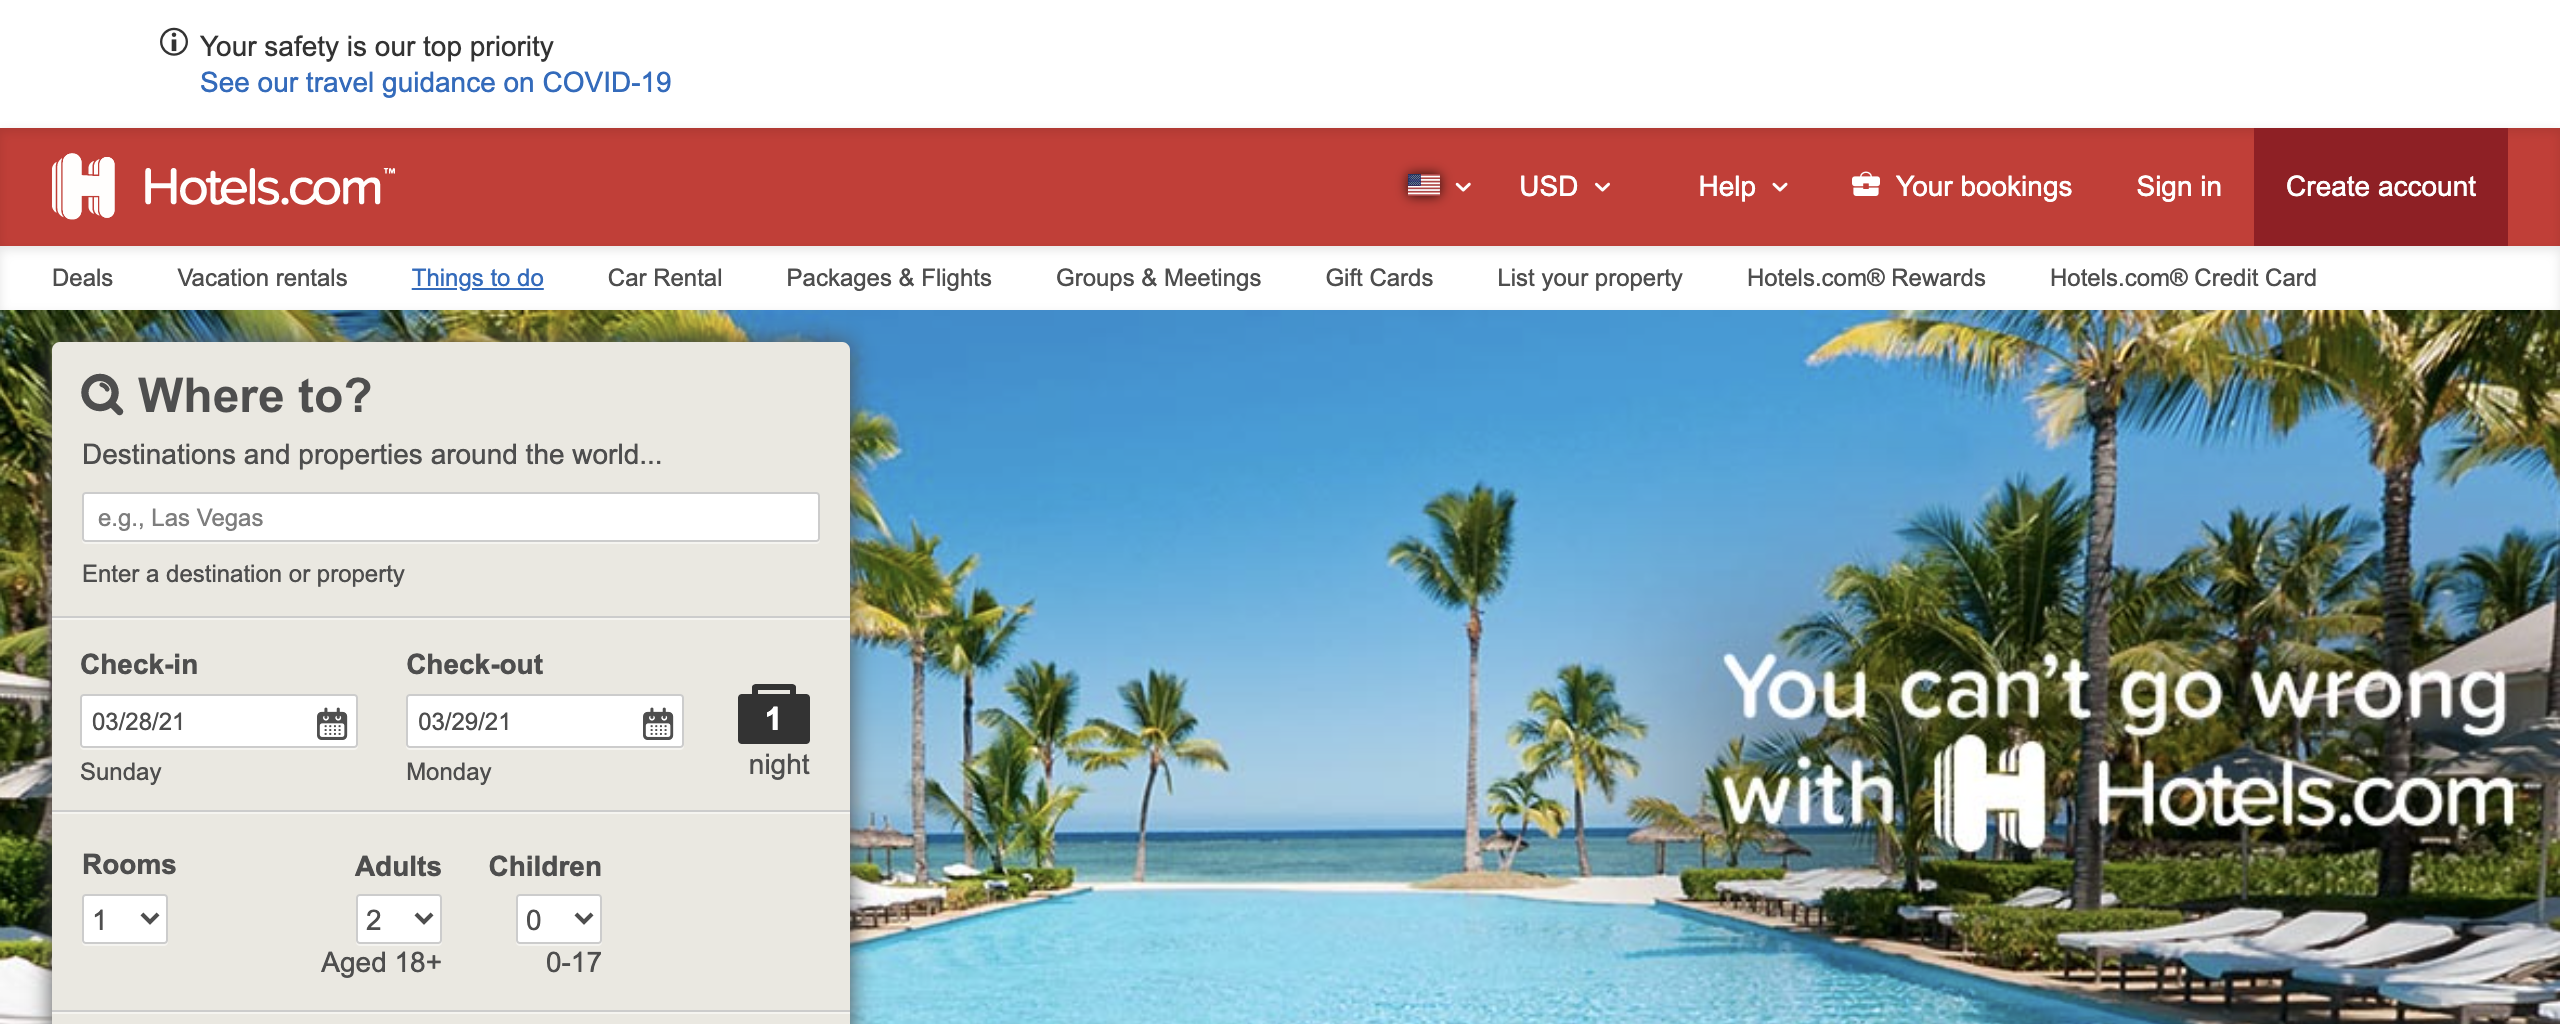 Your safety is our top priority
See our travel guidance on COVID-19
Hotels.com™
USD
Help
Your bookings
Sign in
Create account
Deals
Vacation rentals
Things to do
Car Rental
Packages & Flights
Groups & Meetings
Gift Cards
List your property
Hotels.com® Rewards
Hotels.com® Credit Card
Where to?
Destinations and properties around the world...
e.g., Las Vegas
Enter a destination or property
Check-in
Check-out
03/28/21
03/29/21
1
Sunday
Monday
night
Rooms
Adults
Children
1
2
0
Aged 18+
0-17
You can't go wrong
with H Hotels.com